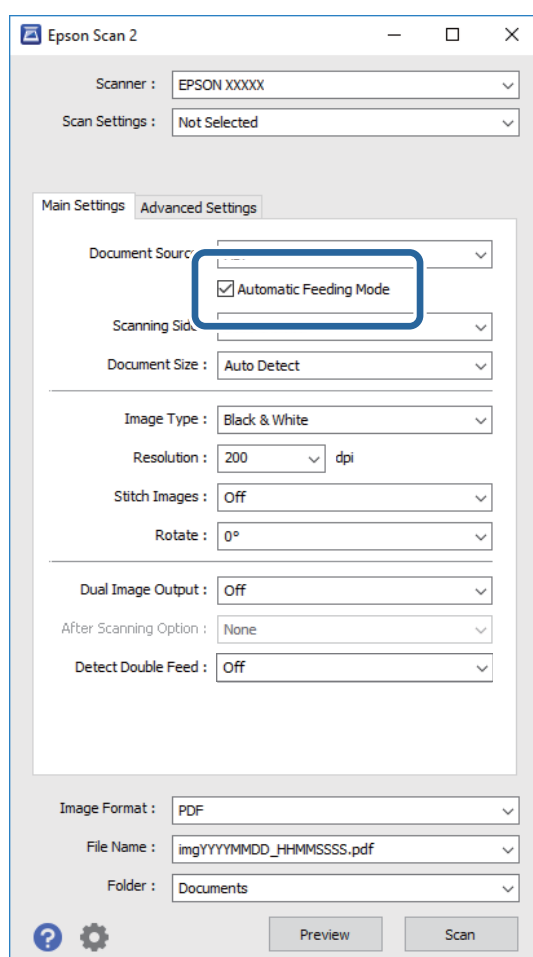 Epson Scan 2
Scanner : EPSON XXXXX
Scan Settings : Not Selected
Main Settings Advanced Settings
Document
Automatic Feeding Mode
Scanning
Document Size : Auto Detect
Image Type : Black & White
Resolution : 200 dpi
Stitch Images : Off
Rotate : 0°
Dual Image Output : Off
After Scanning Option : None
Detect Double Feed : Off
Image Format : PDF
File Name : imgYYYYMMDD_HHMMSSSS.pdf
Folder : Documents
Preview Scan